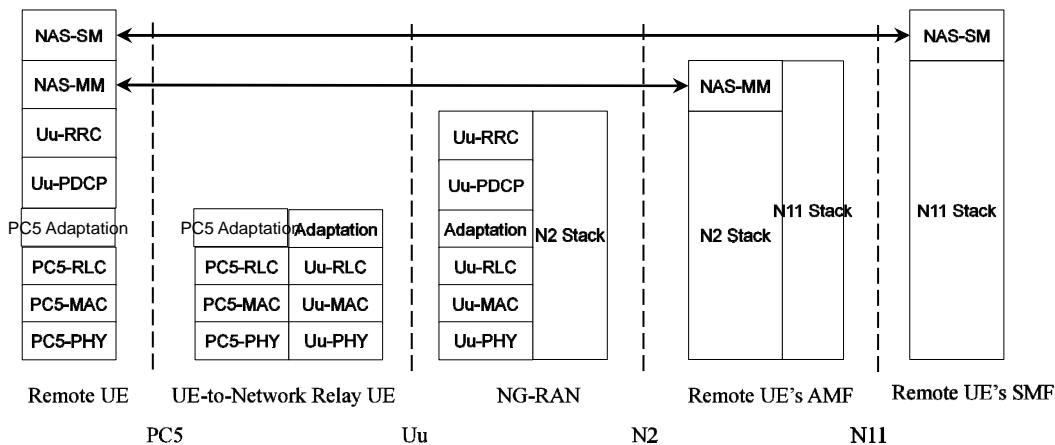 NAS-SM
NAS-SM
NAS-MM
NAS-MM
Uu-RRC
Uu-RRC
Uu-PDCP
Uu-PDCP
PC5 Adaptation
PC5 Adaptation
Adaptation
Adaptation
N2 Stack
N2 Stack
N11 Stack
N11 Stack
PC5-RLC
PC5-RLC
Uu-RLC
Uu-RLC
PC5-MAC
PC5-MAC
Uu-MAC
Uu-MAC
PC5-PHY
PC5-PHY
Uu-PHY
Uu-PHY
Remote UE
UE-to-Network Relay UE
NG-RAN
Remote UE's AMF
Remote UE's SMF
PC5
Uu
N2
N11